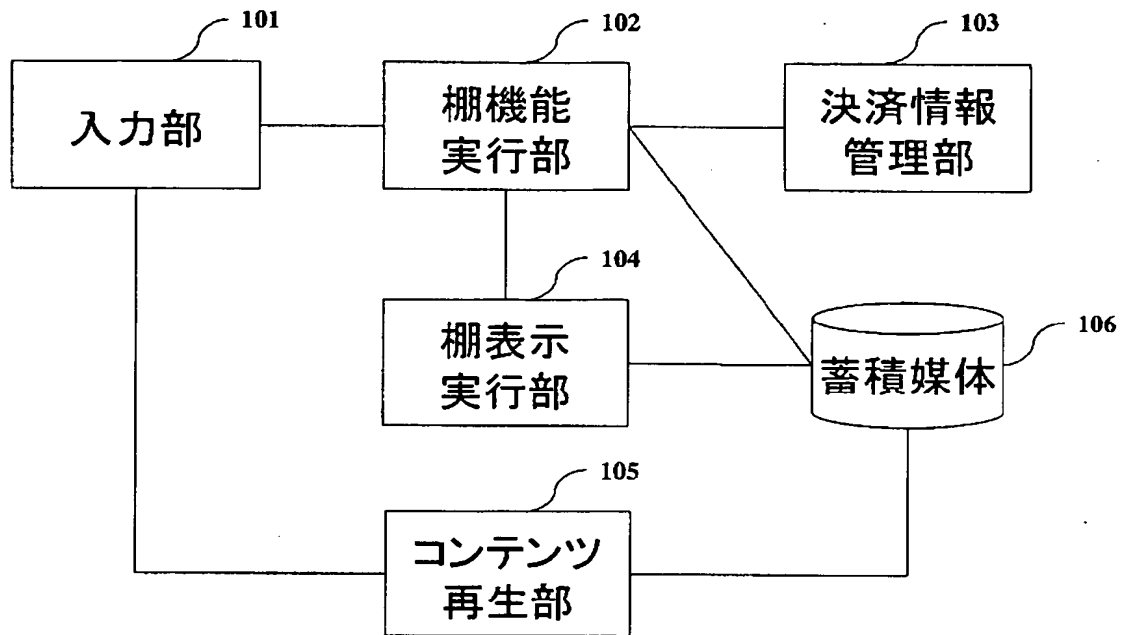 101
入力部
102
棚機能
実行部
103
決済情報
管理部
104
棚表示
実行部
106
蓄積媒体
105
コンテンツ
再生部